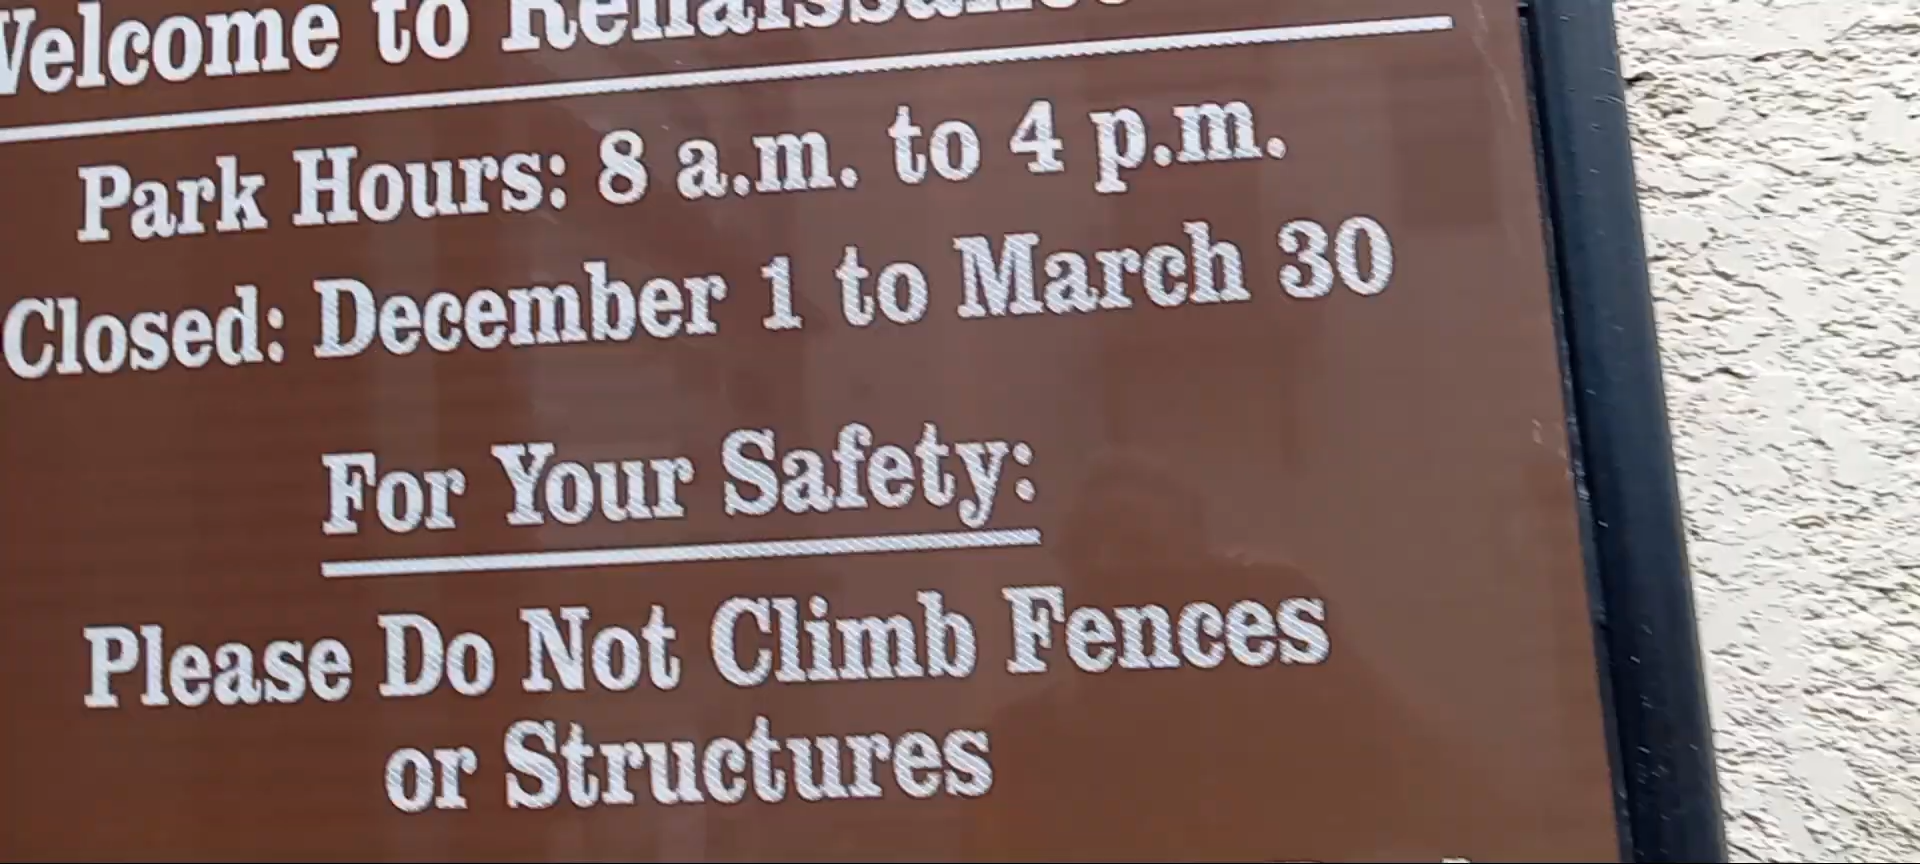 Welcome to Renaissance
Park Hours: 8 a.m. to 4 p.m.
Closed: December 1 to March 30
For Your Safety:
Please Do Not Climb Fences
or Structures